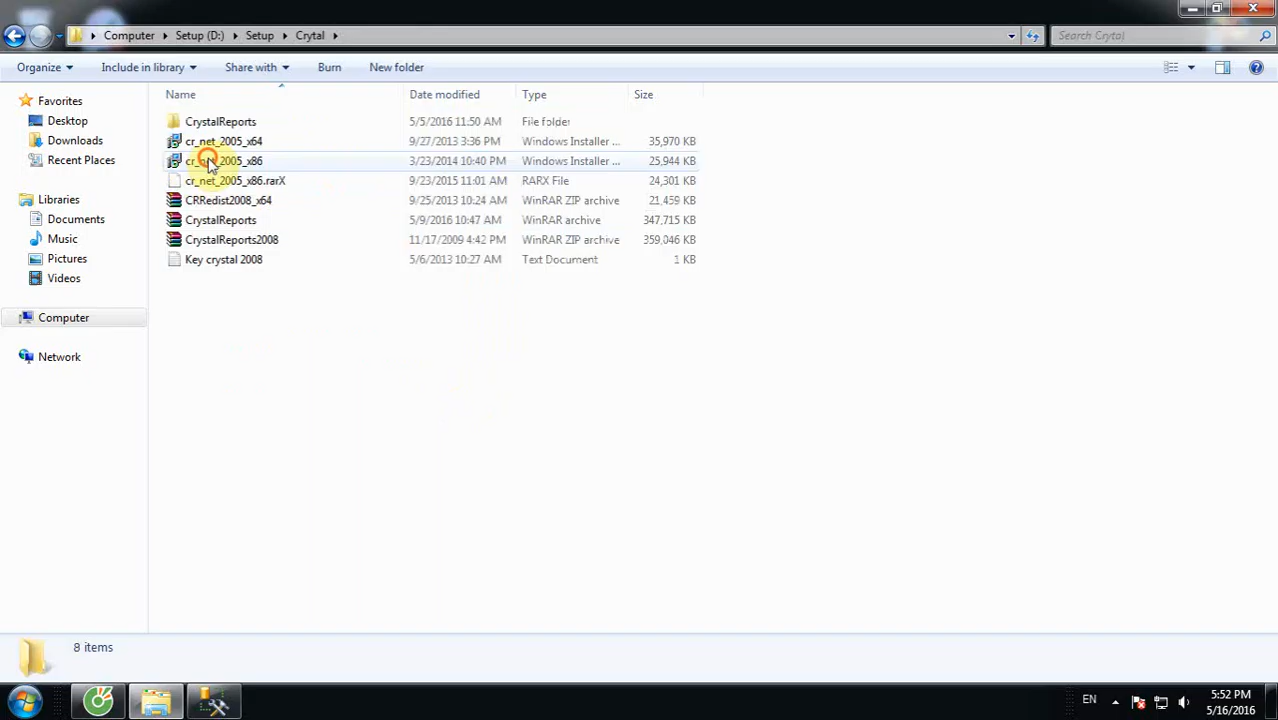 Computer Setup (D:) Setup Crytal Search Crytal
Organize Include in library Share with Burn New folder
Name Date modified Type Size
Favorites
Desktop
Downloads
Recent Places
Libraries
Documents
Music
Pictures
Videos
Computer
Network
CrystalReports 5/5/2016 11:50 AM File folder
cr_net_2005_x64 9/27/2013 3:36 PM Windows Installer ... 35,970 KB
cr_net_2005_x86 3/23/2014 10:40 PM Windows Installer ... 25,944 KB
cr_net_2005_x86.rarX 9/23/2015 11:01 AM RARX File 24,301 KB
CRRedist2008_x64 9/25/2013 10:24 AM WinRAR ZIP archive 21,459 KB
CrystalReports 5/9/2016 10:47 AM WinRAR archive 347,715 KB
CrystalReports2008 11/17/2009 4:42 PM WinRAR ZIP archive 359,046 KB
Key crystal 2008 5/6/2013 10:27 AM Text Document 1 KB
8 items
EN 5:52 PM
5/16/2016